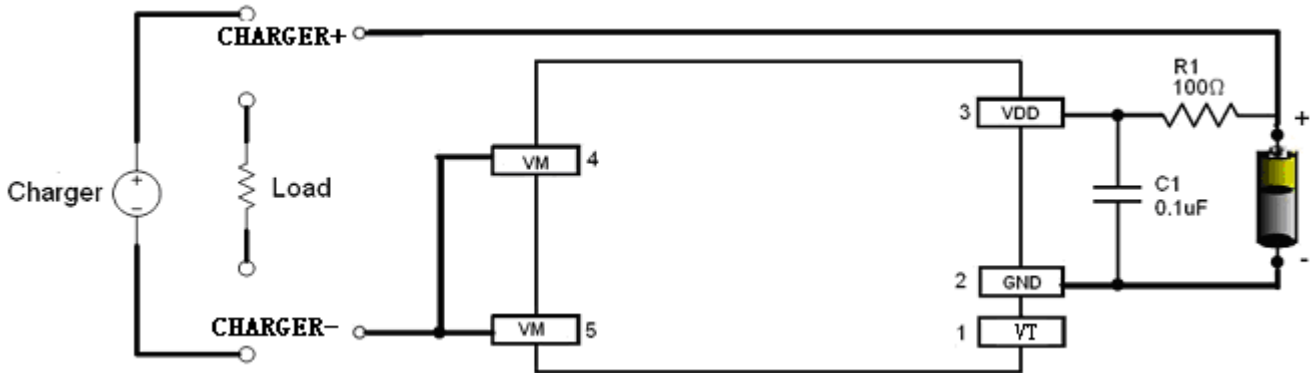 CHARGER+
R1
100Ω
3 VDD
+
VM 4
Charger
+
−
Load
C1
0.1uF
-
2 GND
CHARGER−
VM 5
1 VT